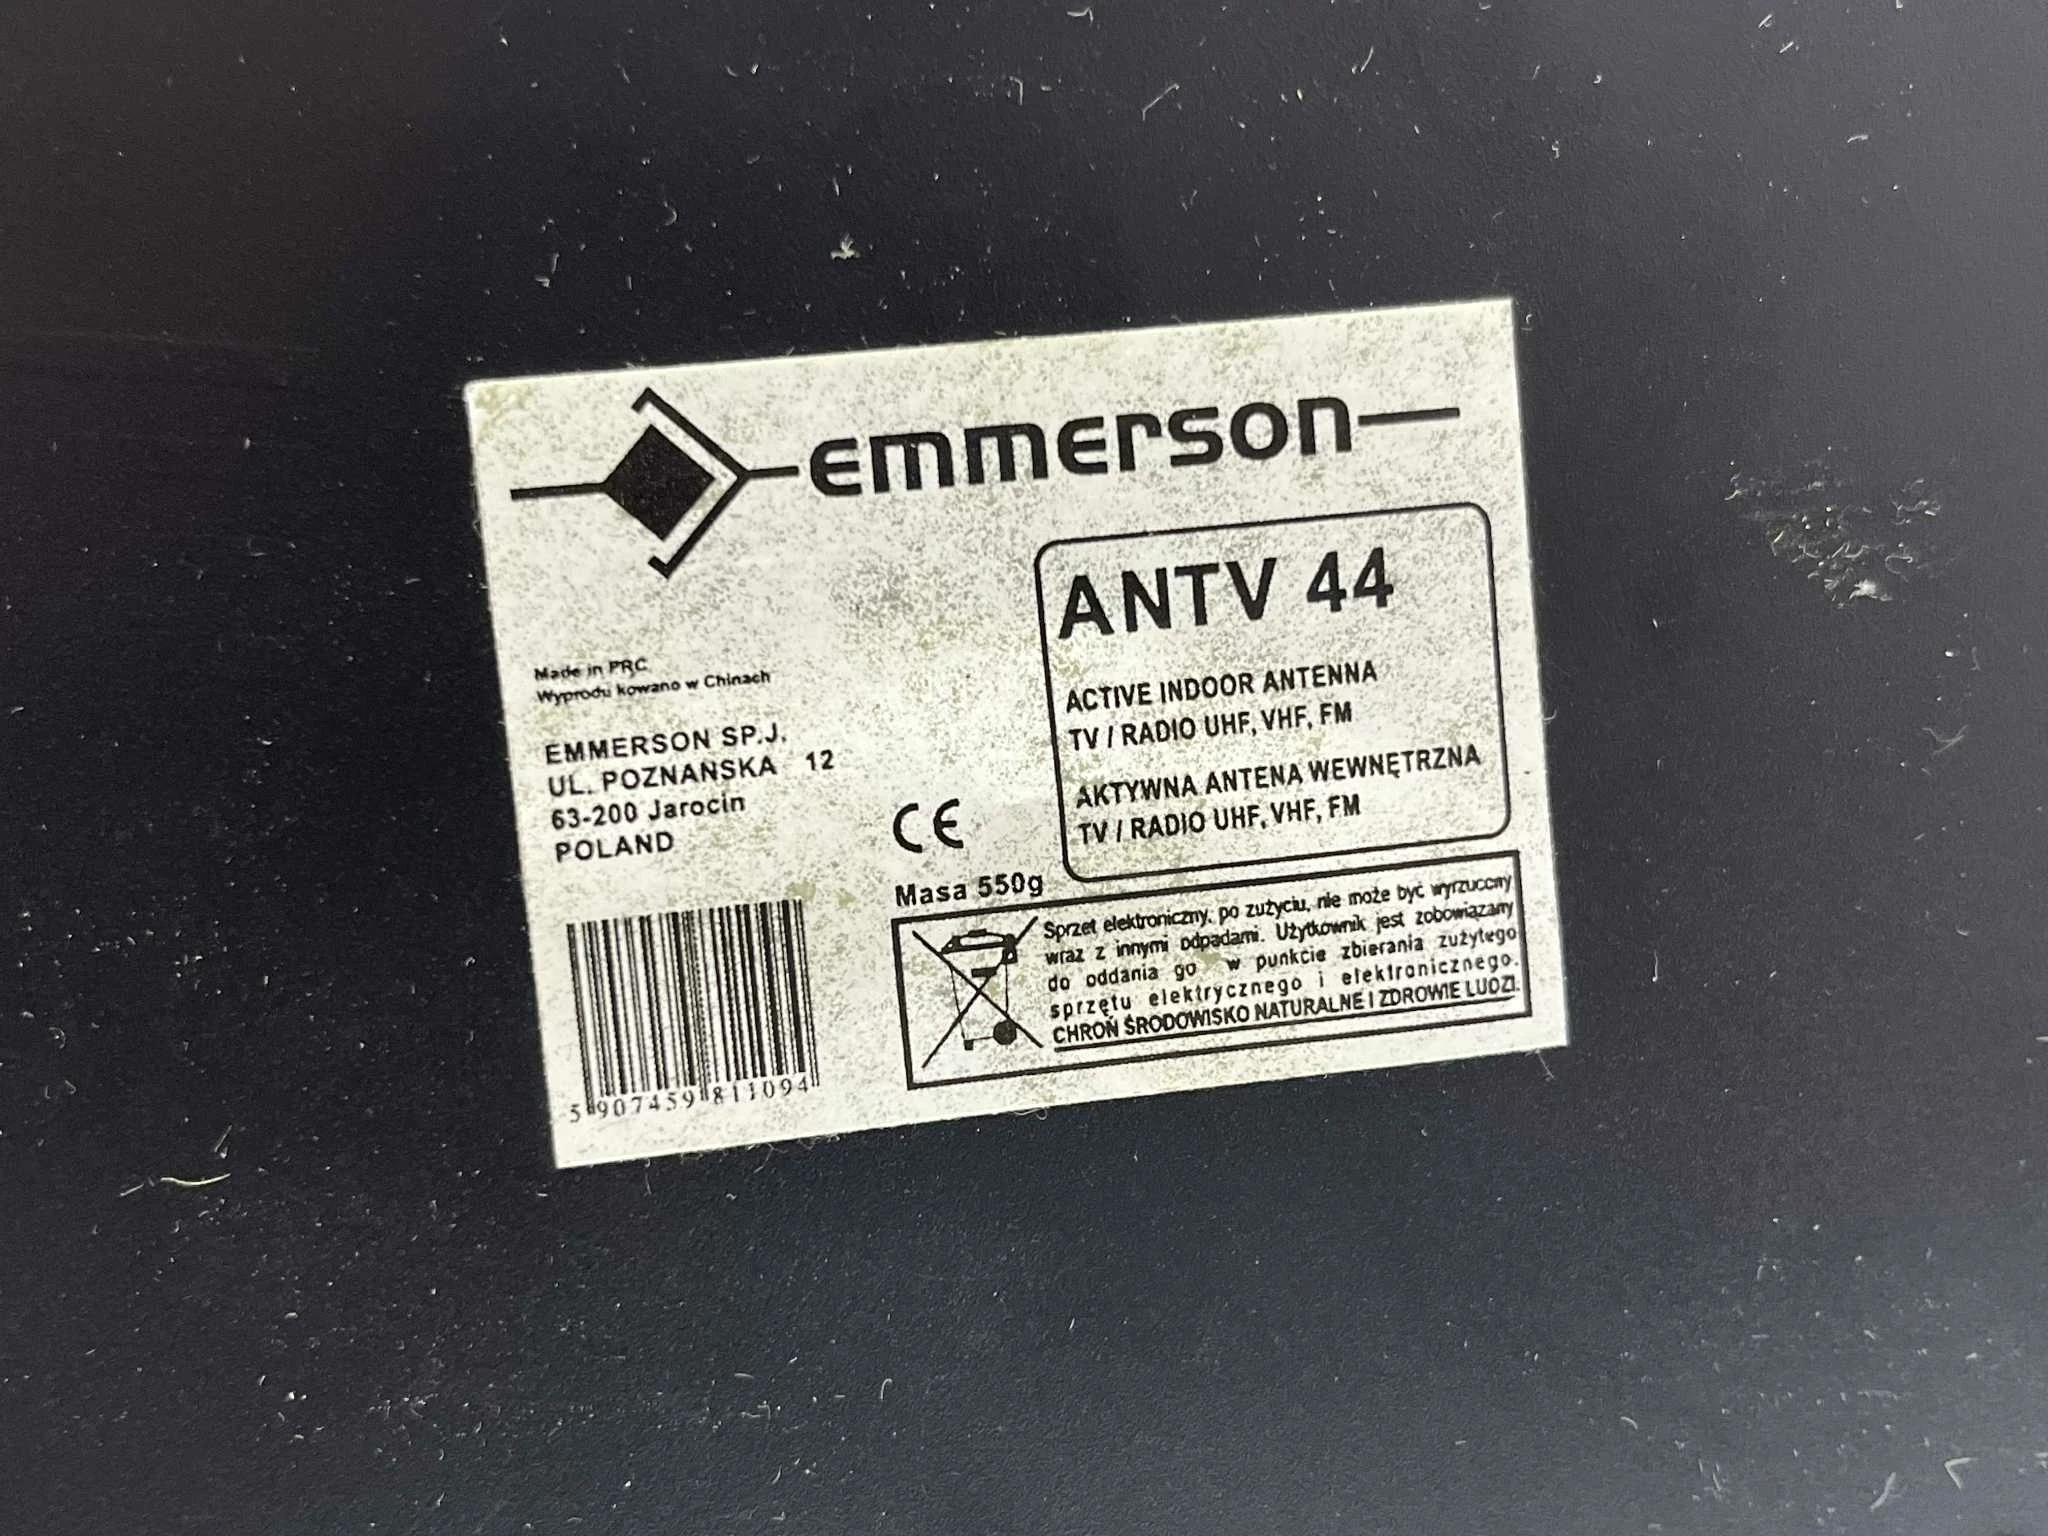 EMMERSON
ANTV 44
ACTIVE INDOOR ANTENNA
TV / RADIO UHF, VHF, FM
AKTYWNA ANTENA WEWNĘTRZNA
TV / RADIO UHF, VHF, FM
Made in PRC
Wyprodukowano w Chinach
EMMERSON SP.J.
UL. POZNAŃSKA 12
63-200 Jarocin
POLAND
CE
Masa 550g
Sprzęt elektroniczny, po zużyciu, nie może być wyrzucony
wraz z innymi odpadami. Użytkownik jest zobowiązany
do oddania go w punkcie zbierania zużytego
sprzętu elektrycznego i elektronicznego.
CHROŃ ŚRODOWISKO NATURALNE I ZDROWIE LUDZI.
5 907459 811094